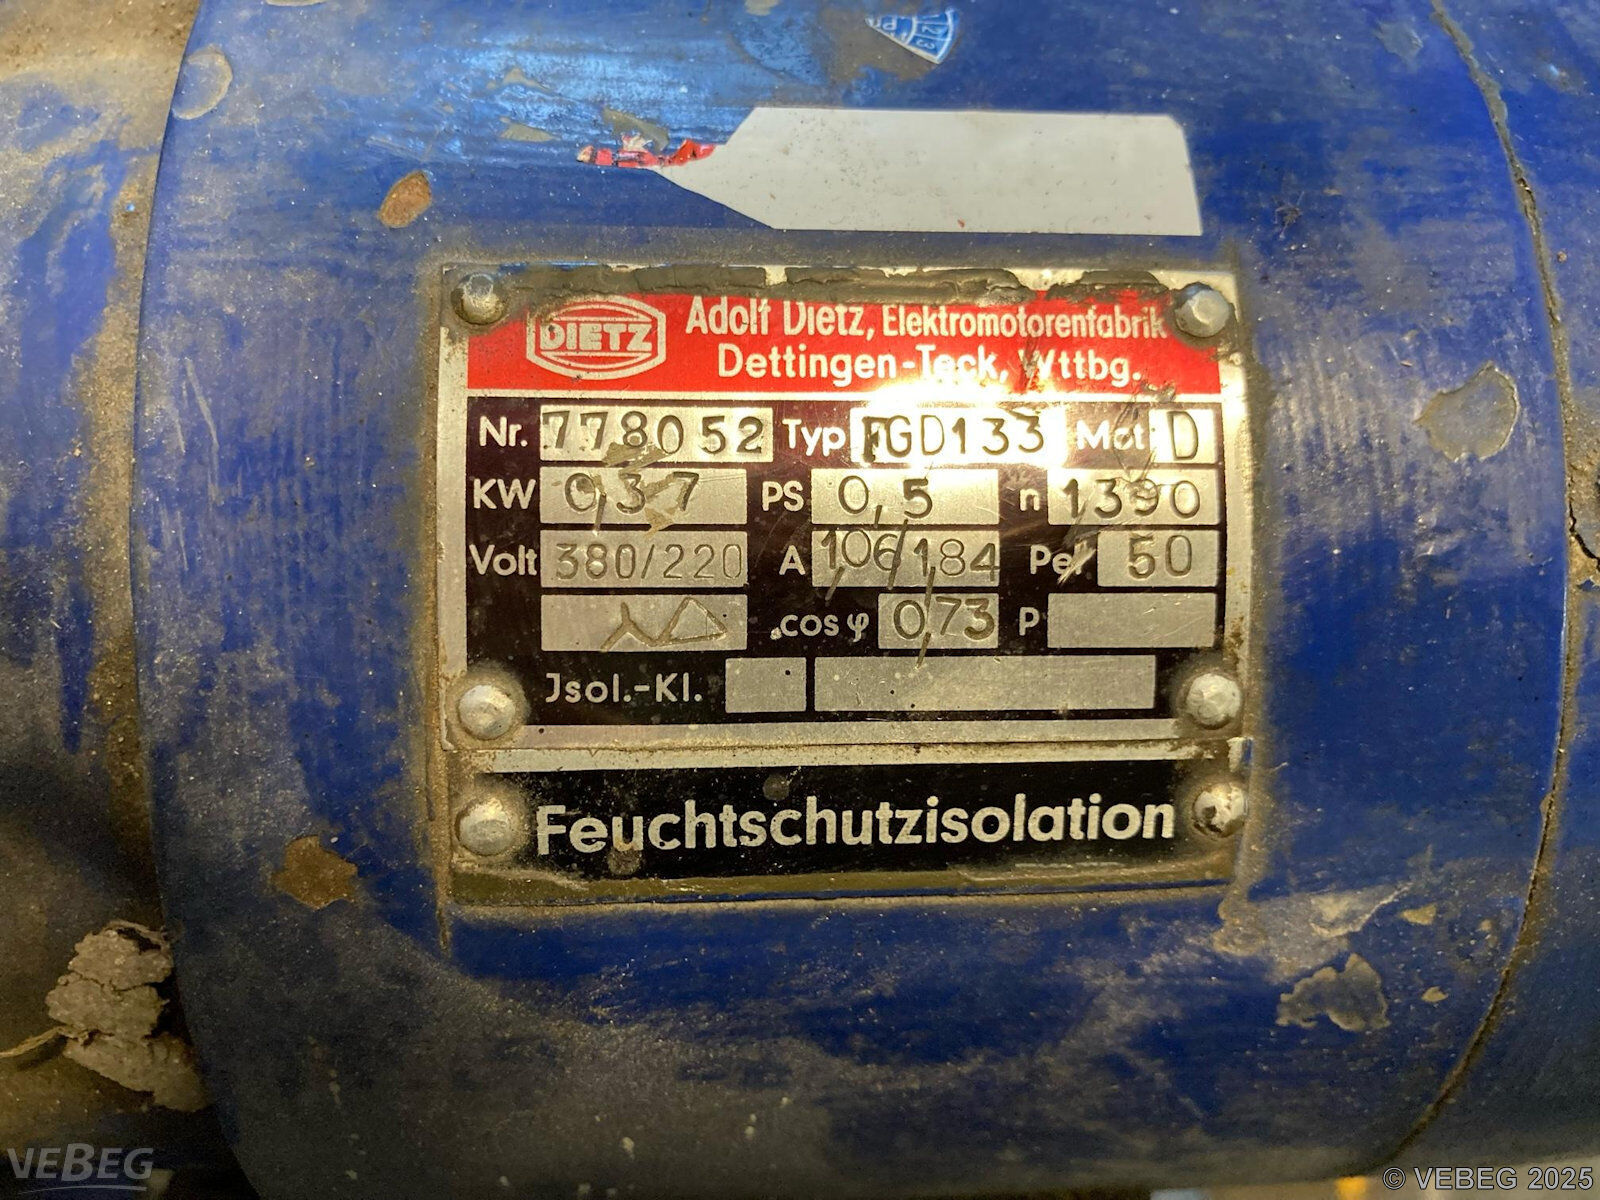 DIETZ
Adolf Dietz, Elektromotorenfabrik
Dettingen-Teck, Wttbg.
Nr. 778052 Typ FGD133 Mot D
KW 0,37 PS 0,5 n 1390
Volt 380/220 A 1,06/1,84 Per 50
cos φ 0,73 P
Jsol.-Kl.
Feuchtschutzisolation
VEBEG
© VEBEG 2025